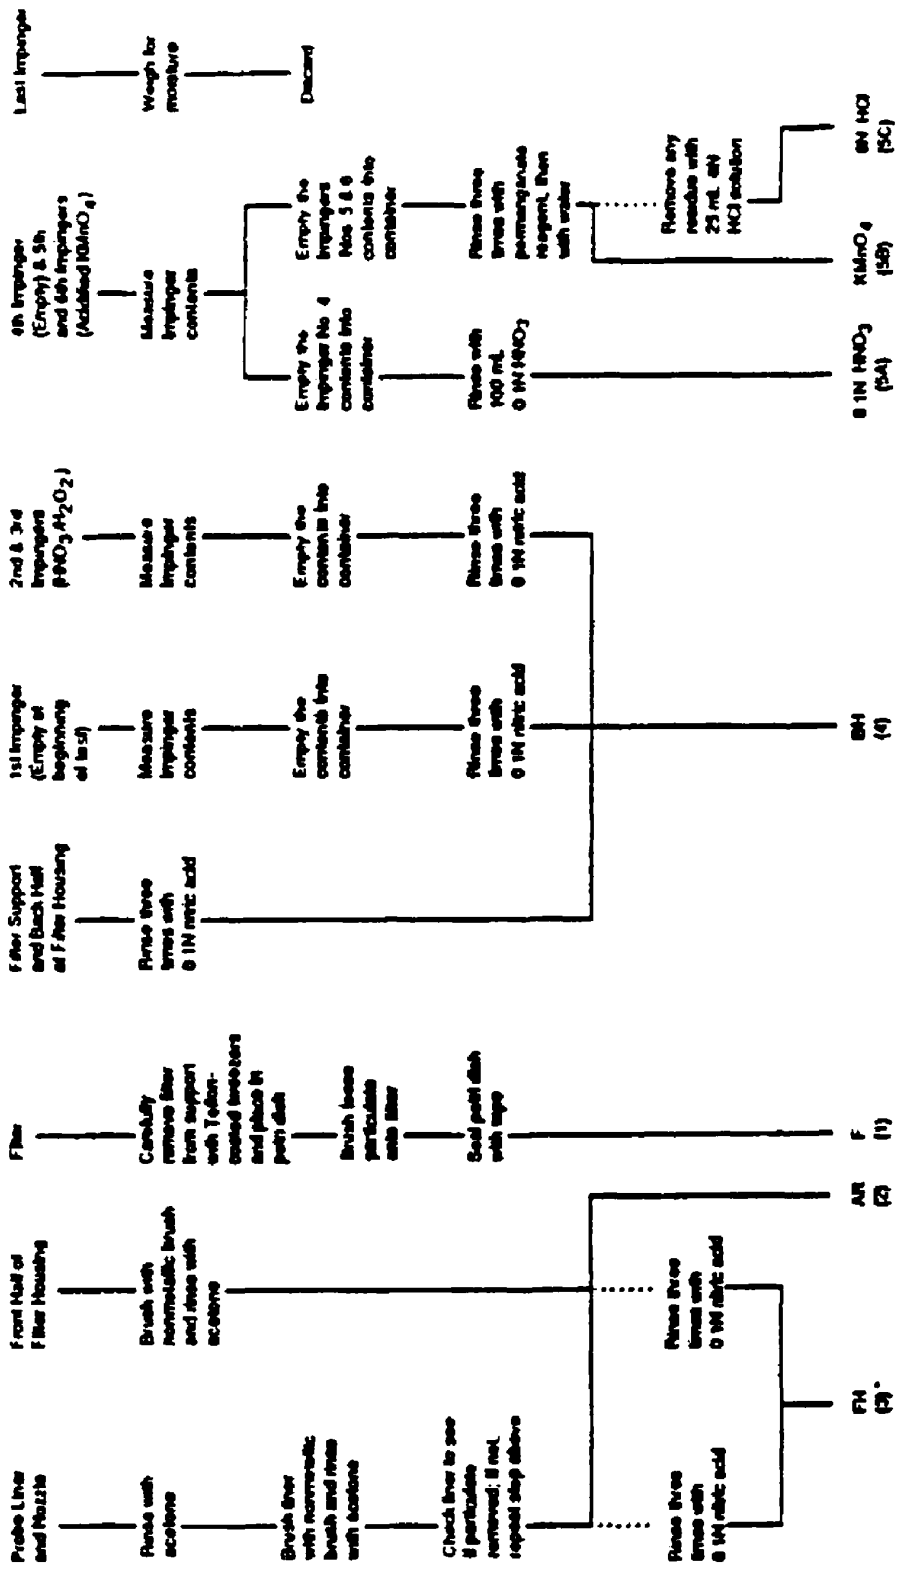 Probe Liner
and Nozzle
Rinse with
acetone
Brush liner
with nonmetallic
brush and rinse
with acetone
Check liner to see
if particulate
removed; if not,
repeat step above
Rinse three
times with
0 1N nitric acid
FH
(3)*
Front Half of
Filter Housing
Brush with
nonmetallic brush
and rinse with
acetone
Rinse three
times with
0 1N nitric acid
AR
(2)
Filter
Carefully
remove filter
from support
with Teflon-
coated tweezers
and place in
petri dish
Brush loose
particulate
onto filter
Seal petri dish
with tape
F
(1)
Filter Support
and Back Half
of Filter Housing
Rinse three
times with
0 1N nitric acid
1st Impinger
(Empty at
beginning
of test)
Measure
impinger
contents
Empty the
contents into
container
Rinse three
times with
0 1N nitric acid
BH
(4)
2nd & 3rd
Impingers
(HNO3/H2O2)
Measure
impinger
contents
Empty the
contents into
container
Rinse three
times with
0 1N nitric acid
4th Impinger
(Empty) & 5th
and 6th Impingers
(Acidified KMnO4)
Measure
impinger
contents
Empty the
Impinger No 4
contents into
container
Rinse with
100 mL
0 1N HNO3
0 1N HNO3
(5A)
Empty the
Impingers
Nos 5 & 6
contents into
container
Rinse three
times with
permanganate
reagent, then
with water
Remove any
residue with
25 mL 8N
HCl solution
KMnO4
(5B)
8N HCl
(5C)
Last Impinger
Weigh for
moisture
Discard